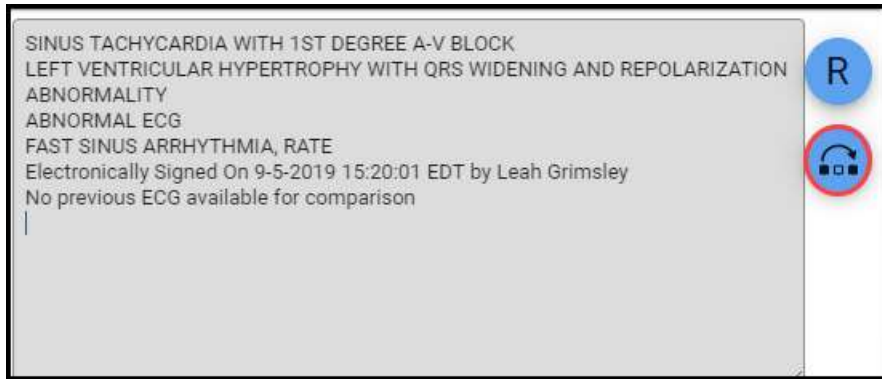 SINUS TACHYCARDIA WITH 1ST DEGREE A-V BLOCK
LEFT VENTRICULAR HYPERTROPHY WITH QRS WIDENING AND REPOLARIZATION
ABNORMALITY
ABNORMAL ECG
FAST SINUS ARRHYTHMIA, RATE
Electronically Signed On 9-5-2019 15:20:01 EDT by Leah Grimsley
No previous ECG available for comparison
R